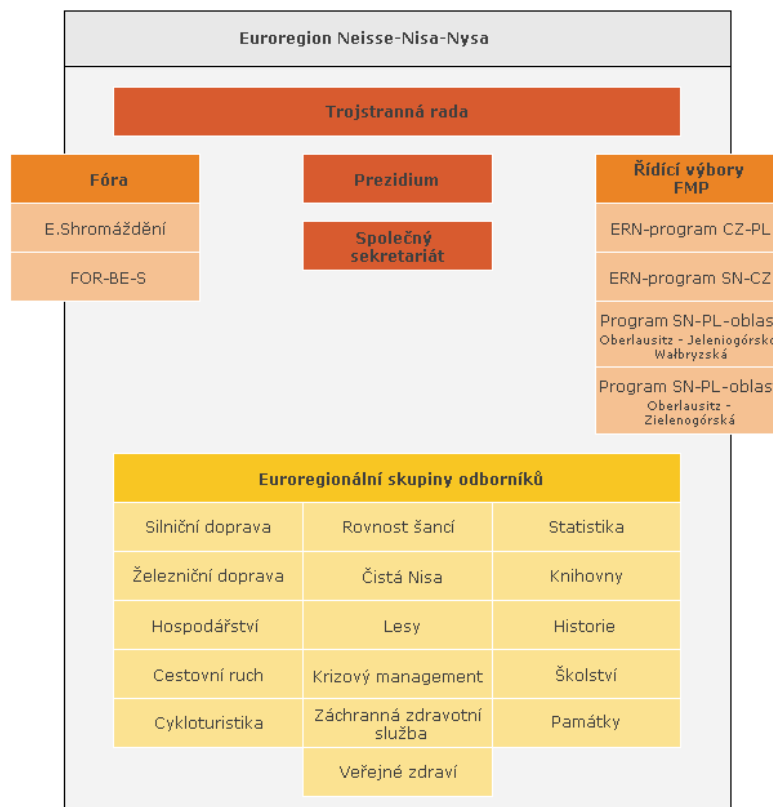 Euroregion Neisse-Nisa-Nysa
Trojstranná rada
Fóra
E.Shromáždění
FOR-BE-S
Prezidium
Společný
sekretariát
Řídící výbory
FMP
ERN-program CZ-PL
ERN-program SN-CZ
Program SN-PL-oblas
Oberlausitz - Jeleniogórsko
Wałbryzská
Program SN-PL-oblas
Oberlausitz -
Zielenogórská
Euroregionální skupiny odborníků
Silniční doprava
Rovnost šancí
Statistika
Železniční doprava
Čistá Nisa
Knihovny
Hospodářství
Lesy
Historie
Cestovní ruch
Krizový management
Školství
Cykloturistika
Záchranná zdravotní
služba
Památky
Veřejné zdraví